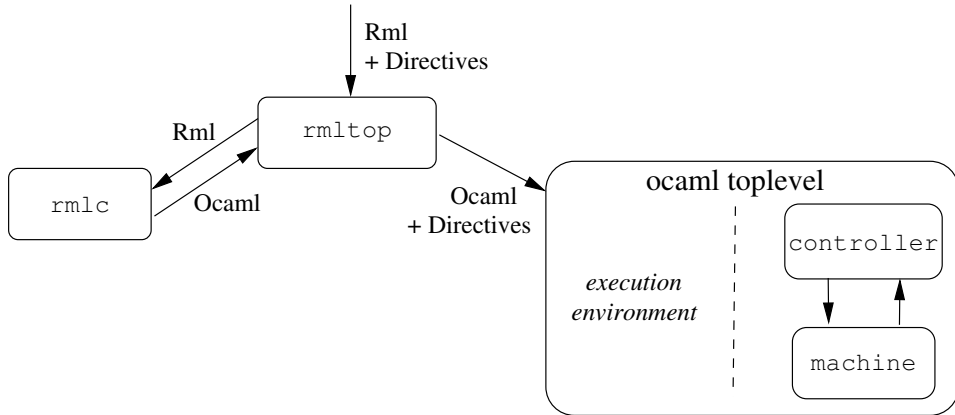 Rml
+ Directives
rmltop
Rml
rmlc
Ocaml
Ocaml
+ Directives
ocaml toplevel
controller
execution
environment
machine